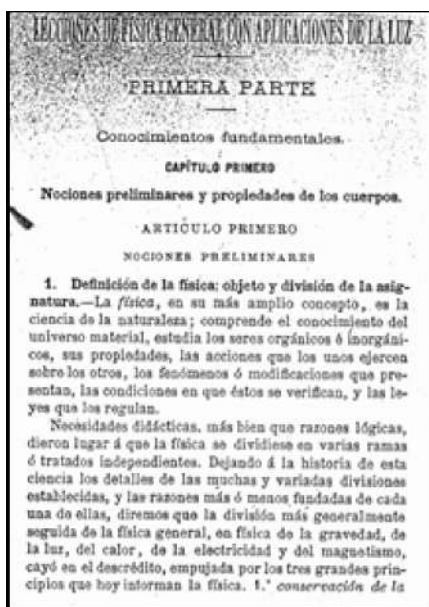 LECCIONES DE FÍSICA GENERAL CON APLICACIONES DE LA LUZ
PRIMERA PARTE
Conocimientos fundamentales.
CAPÍTULO PRIMERO
Nociones preliminares y propiedades de los cuerpos.
ARTÍCULO PRIMERO
NOCIONES PRELIMINARES
1. Definición de la física; objeto y división de la asig-
natura.—La física, en su más amplio concepto, es la
ciencia de la naturaleza; comprende el conocimiento del
universo material, estudia los seres orgánicos é inorgáni-
cos, sus propiedades, las acciones que los unos ejercen
sobre los otros, los fenómenos ó modificaciones que pre-
sentan, las condiciones en que éstos se verifican, y las le-
yes que los regulan.
Necesidades didácticas, más bien que razones lógicas,
dieron lugar á que la física se dividiese en varias ramas
ó tratados independientes. Dejando á la historia de esta
ciencia los detalles de las muchas y variadas divisiones
establecidas, y las razones más ó menos fundadas de cada
una de ellas, diremos que la división más generalmente
seguida de la física general, en física de la gravedad, de
la luz, del calor, de la electricidad y del magnetismo,
cayó en el descrédito, empujada por los tres grandes prin-
cipios que hoy informan la física. 1.° conservación de la